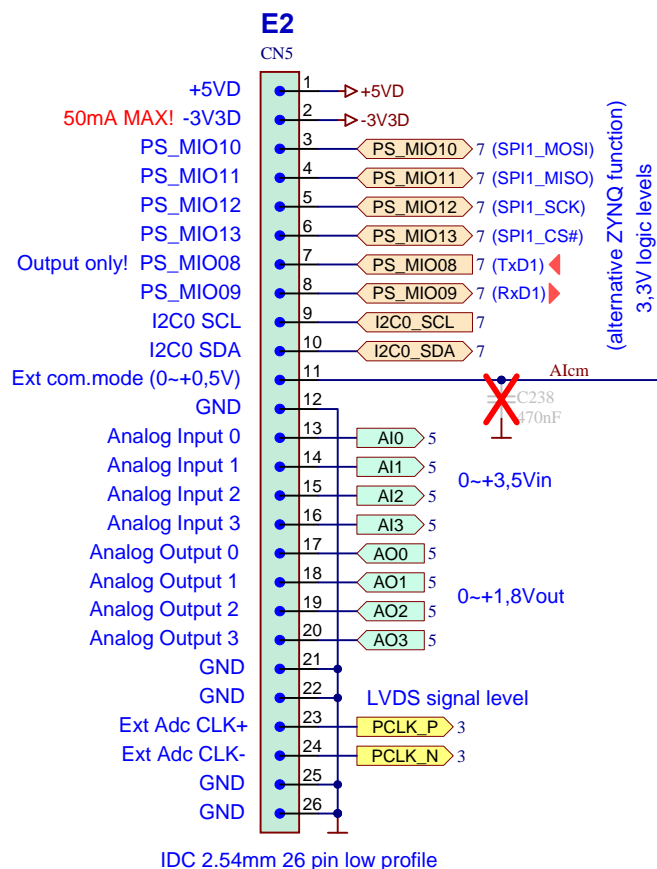 E2
CN5
+5VD 1 +5VD
50mA MAX! -3V3D 2 -3V3D
PS_MIO10 3 PS_MIO10 7 (SPI1_MOSI)
PS_MIO11 4 PS_MIO11 7 (SPI1_MISO)
PS_MIO12 5 PS_MIO12 7 (SPI1_SCK)
PS_MIO13 6 PS_MIO13 7 (SPI1_CS#)
Output only! PS_MIO08 7 PS_MIO08 7 (TxD1)
PS_MIO09 8 PS_MIO09 7 (RxD1)
I2C0 SCL 9 I2C0_SCL 7
I2C0 SDA 10 I2C0_SDA 7
(alternative ZYNQ function)
3,3V logic levels
Ext com.mode (0~+0,5V) 11 AIcm
C238
470nF
GND 12
Analog Input 0 13 AI0 5
Analog Input 1 14 AI1 5
0~+3,5Vin
Analog Input 2 15 AI2 5
Analog Input 3 16 AI3 5
Analog Output 0 17 AO0 5
Analog Output 1 18 AO1 5
0~+1,8Vout
Analog Output 2 19 AO2 5
Analog Output 3 20 AO3 5
GND 21
GND 22
LVDS signal level
Ext Adc CLK+ 23 PCLK_P 3
Ext Adc CLK- 24 PCLK_N 3
GND 25
GND 26
IDC 2.54mm 26 pin low profile